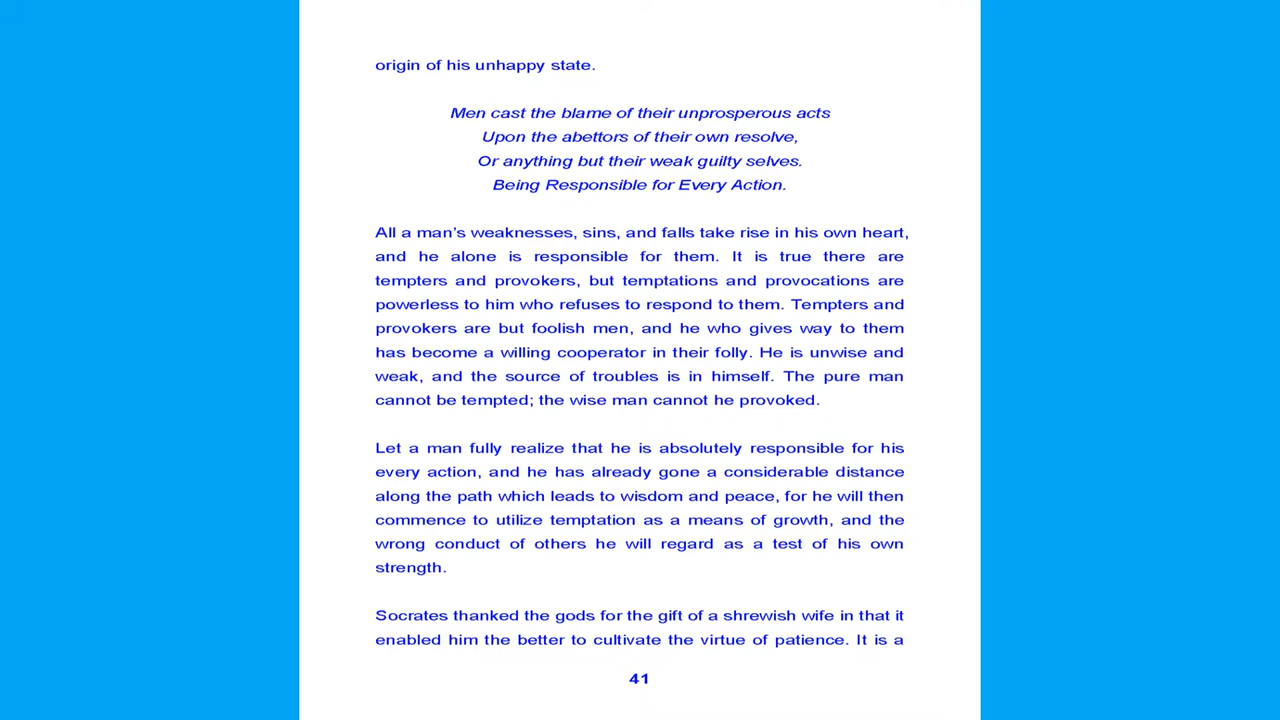 origin of his unhappy state.
Men cast the blame of their unprosperous acts
Upon the abettors of their own resolve,
Or anything but their weak guilty selves.
Being Responsible for Every Action.
All a man’s weaknesses, sins, and falls take rise in his own heart,
and he alone is responsible for them. It is true there are
tempters and provokers, but temptations and provocations are
powerless to him who refuses to respond to them. Tempters and
provokers are but foolish men, and he who gives way to them
has become a willing cooperator in their folly. He is unwise and
weak, and the source of troubles is in himself. The pure man
cannot be tempted; the wise man cannot he provoked.
Let a man fully realize that he is absolutely responsible for his
every action, and he has already gone a considerable distance
along the path which leads to wisdom and peace, for he will then
commence to utilize temptation as a means of growth, and the
wrong conduct of others he will regard as a test of his own
strength.
Socrates thanked the gods for the gift of a shrewish wife in that it
enabled him the better to cultivate the virtue of patience. It is a
41